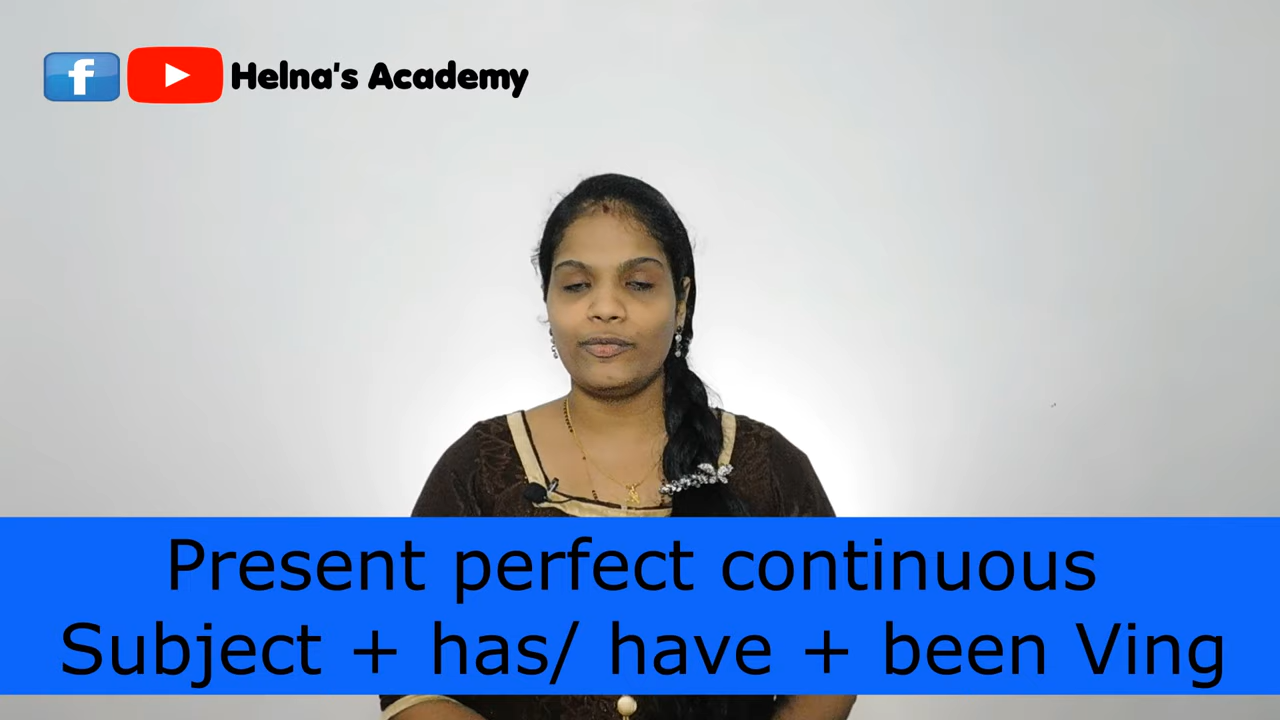 Helna's Academy
Present perfect continuous
Subject + has/ have + been Ving